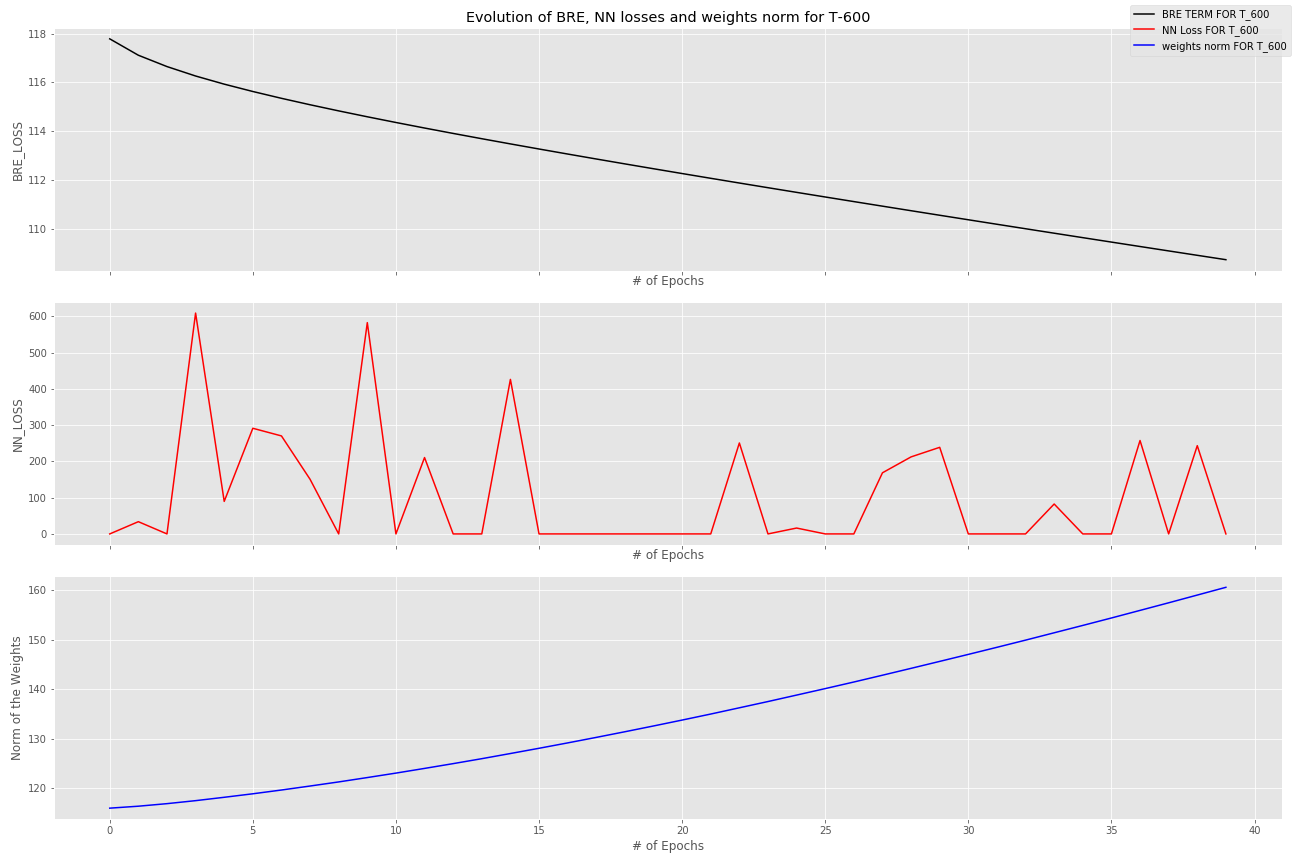 Evolution of BRE, NN losses and weights norm for T-600
BRE TERM FOR T_600
NN Loss FOR T_600
weights norm FOR T_600
118
116
114
112
110
BRE_LOSS
# of Epochs
600
500
400
300
200
100
0
NN_LOSS
# of Epochs
160
150
140
130
120
Norm of the Weights
0 5 10 15 20 25 30 35 40
# of Epochs